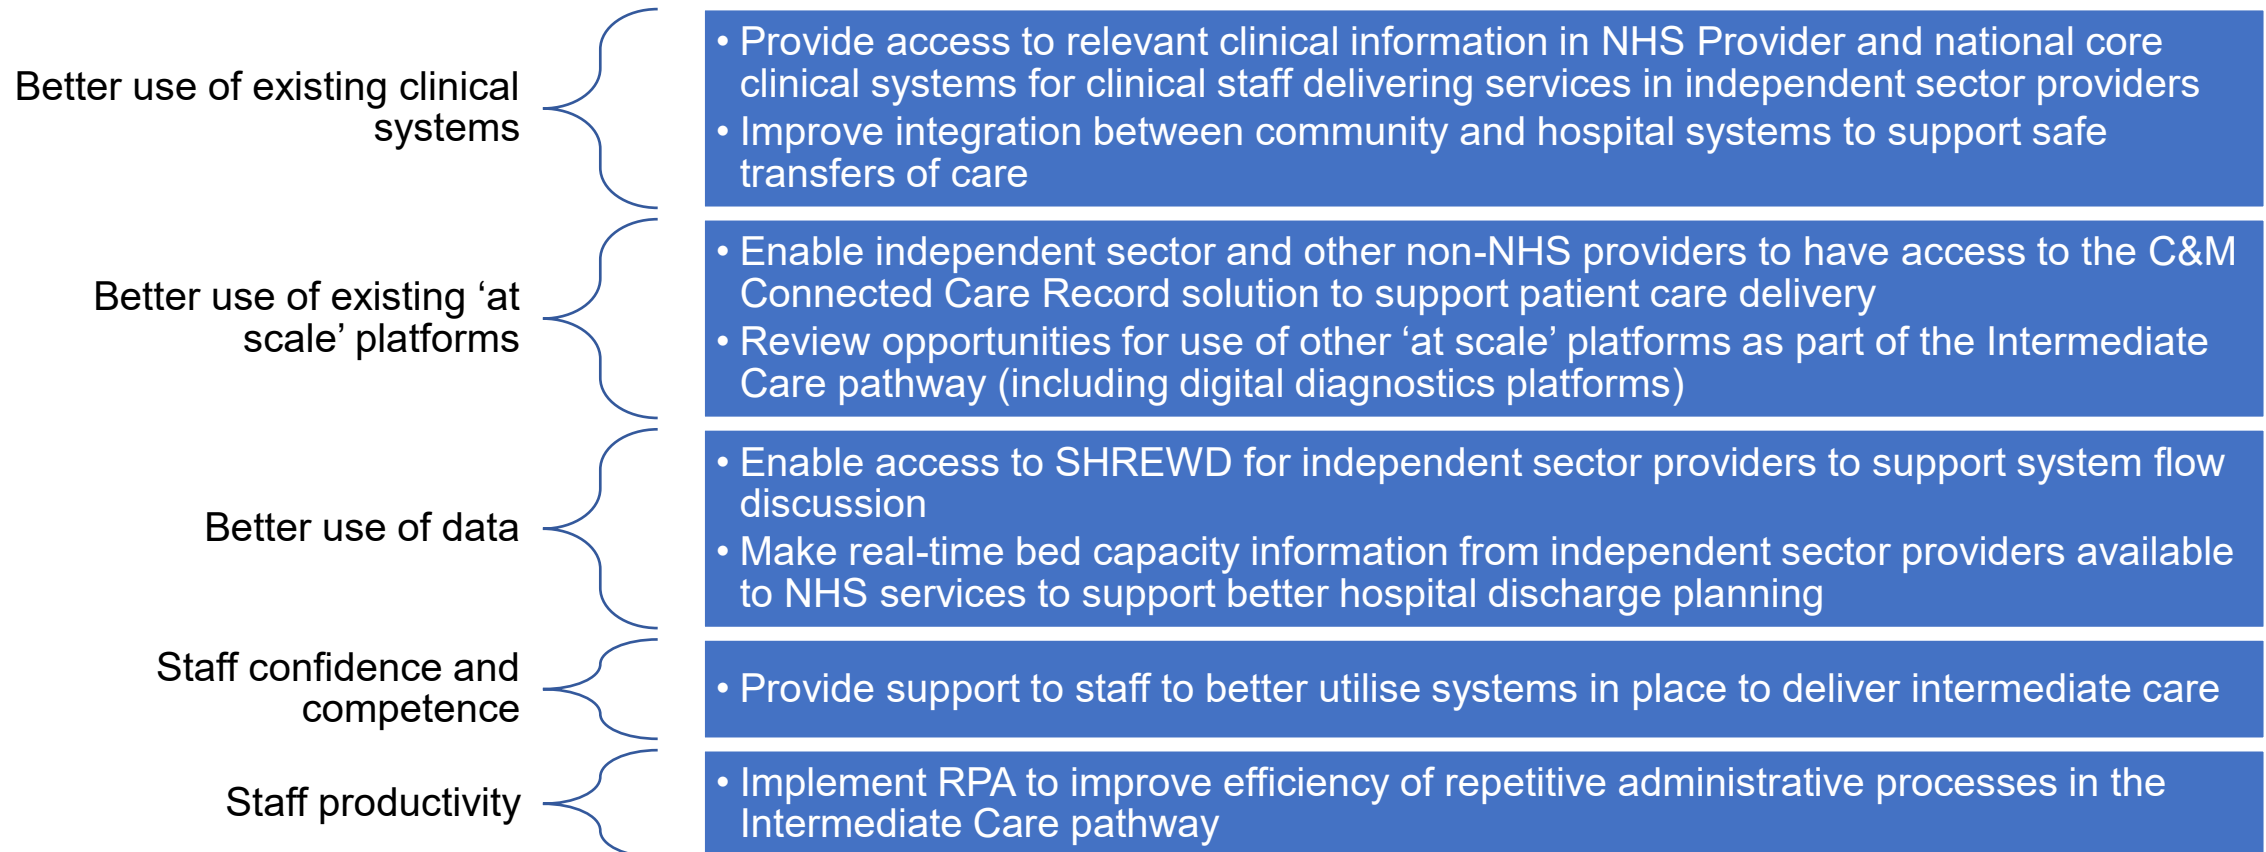 Better use of existing clinical
systems
• Provide access to relevant clinical information in NHS Provider and national core
clinical systems for clinical staff delivering services in independent sector providers
• Improve integration between community and hospital systems to support safe
transfers of care
Better use of existing ‘at
scale’ platforms
• Enable independent sector and other non-NHS providers to have access to the C&M
Connected Care Record solution to support patient care delivery
• Review opportunities for use of other ‘at scale’ platforms as part of the Intermediate
Care pathway (including digital diagnostics platforms)
Better use of data
• Enable access to SHREWD for independent sector providers to support system flow
discussion
• Make real-time bed capacity information from independent sector providers available
to NHS services to support better hospital discharge planning
Staff confidence and
competence
• Provide support to staff to better utilise systems in place to deliver intermediate care
Staff productivity
• Implement RPA to improve efficiency of repetitive administrative processes in the
Intermediate Care pathway